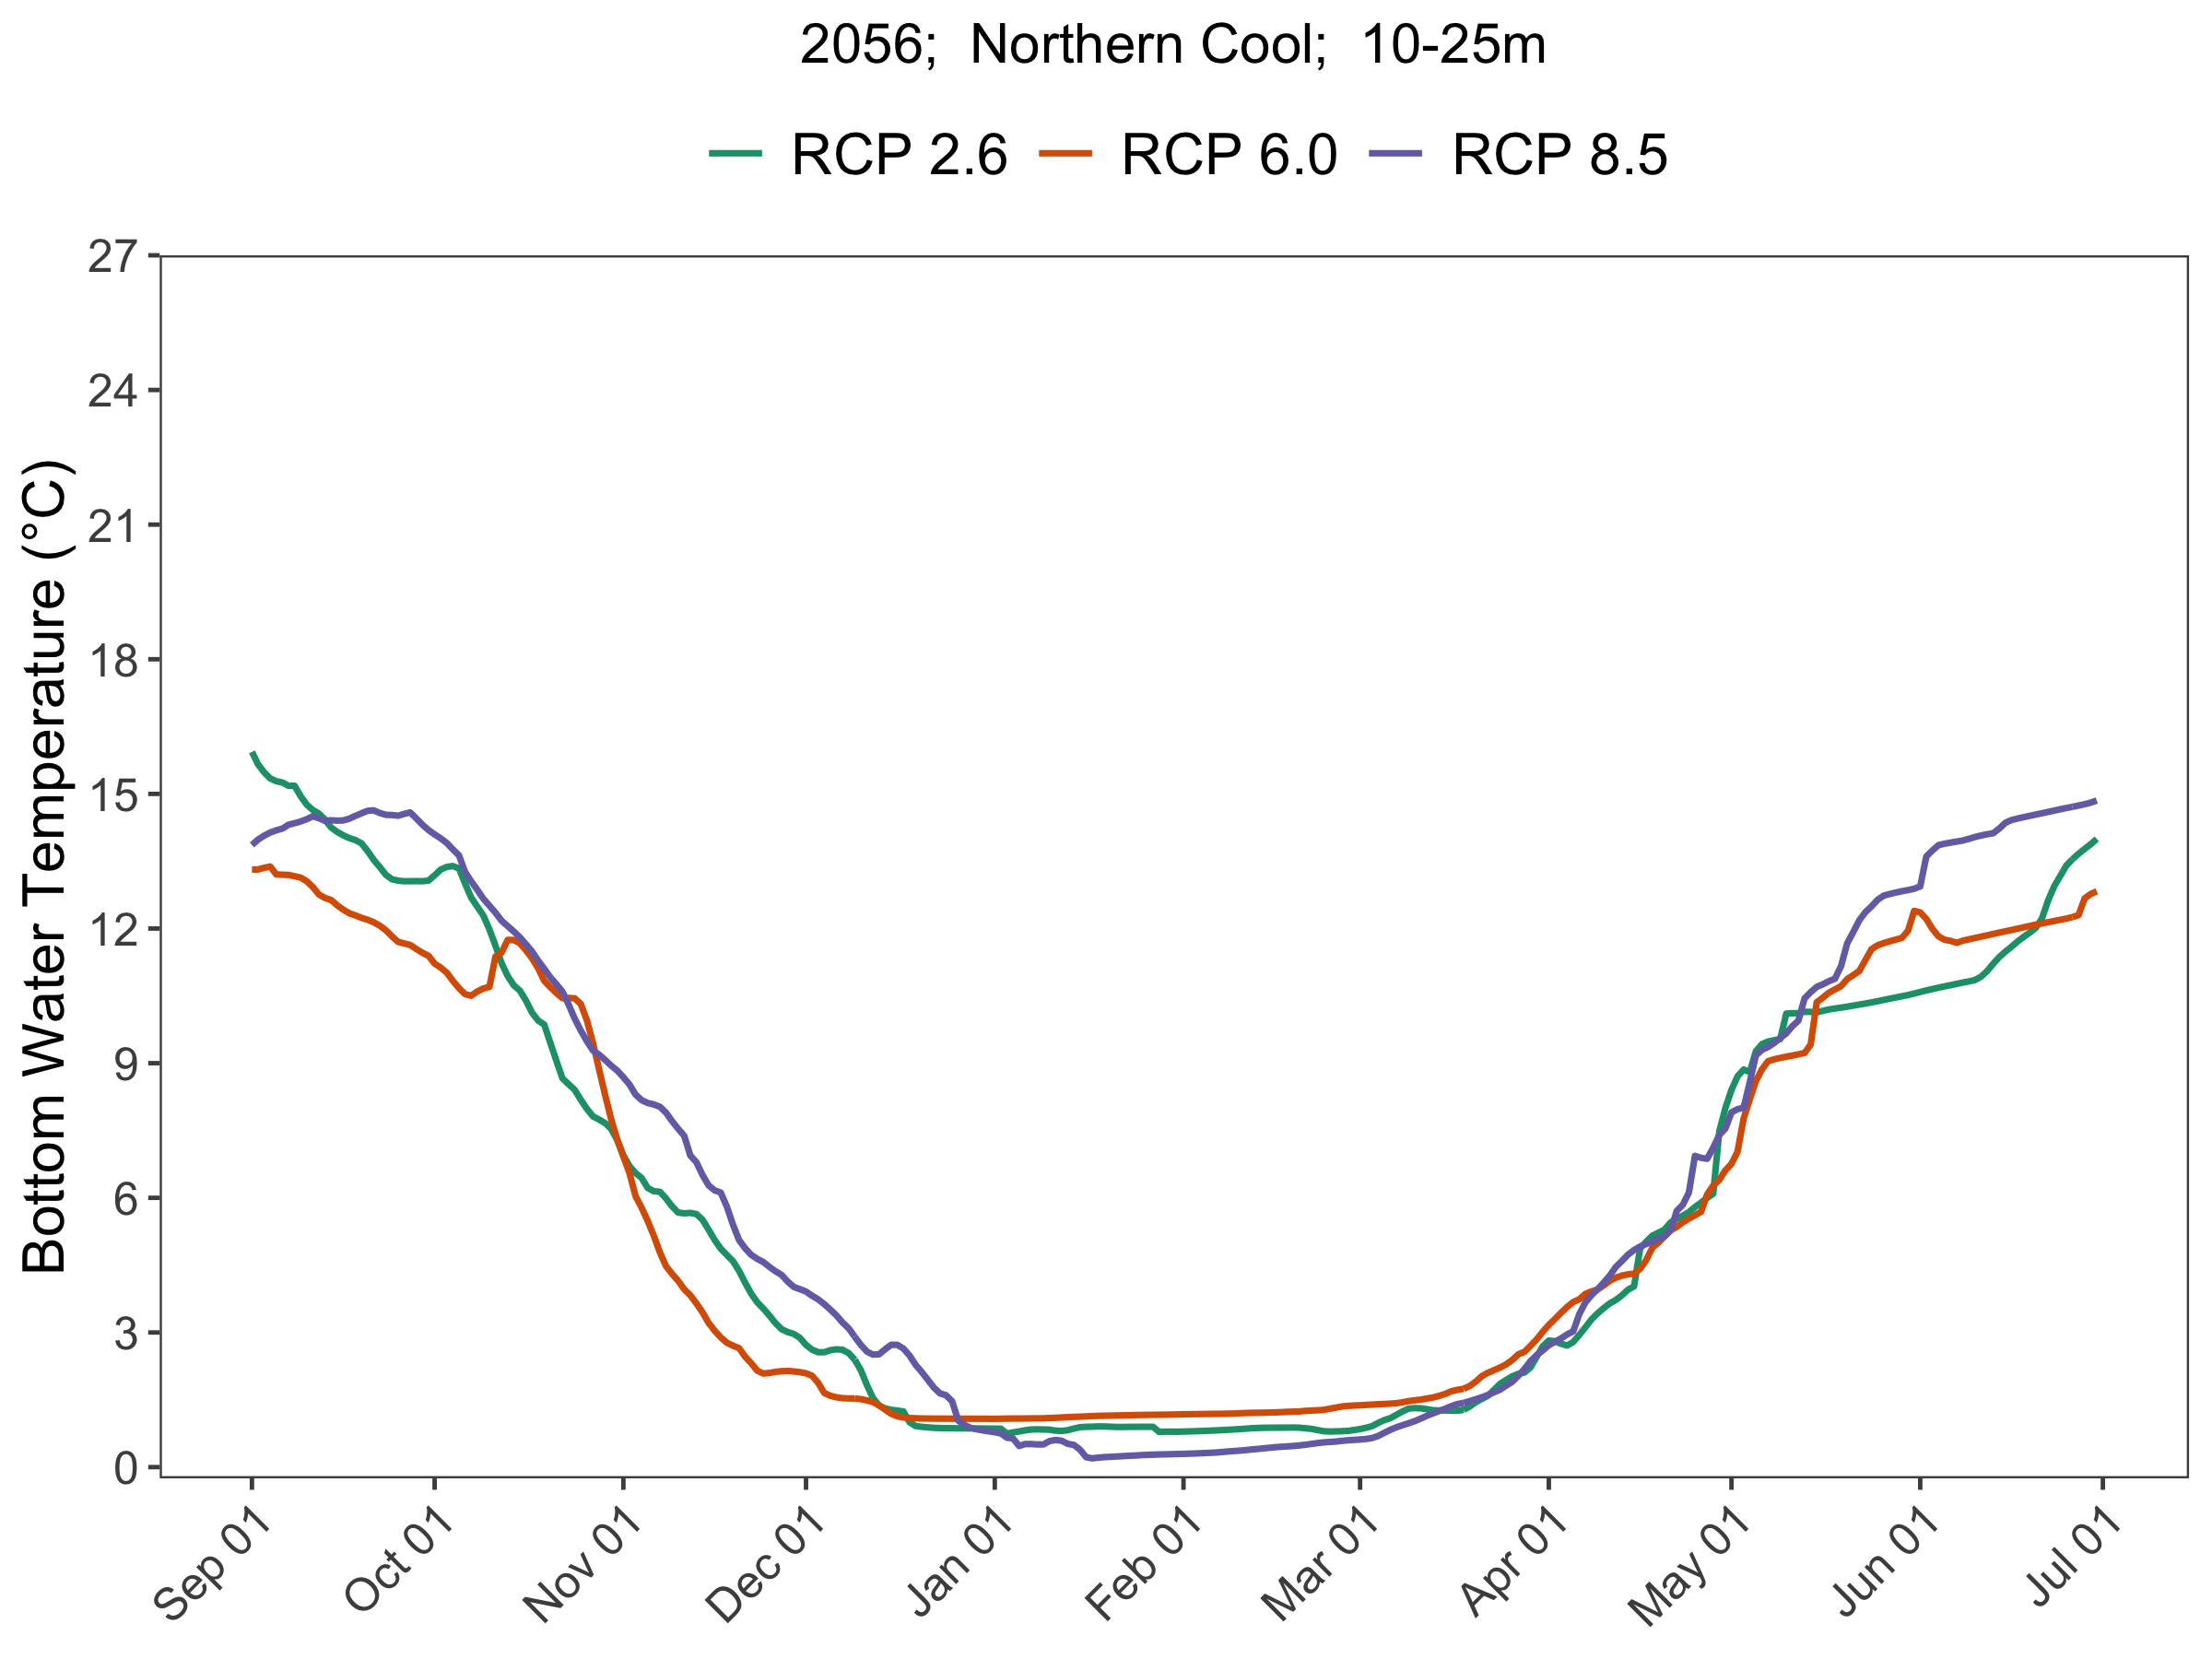 2056;  Northern Cool;  10-25m
RCP 2.6 RCP 6.0 RCP 8.5
Bottom Water Temperature (°C)
27
24
21
18
15
12
9
6
3
0
Sep 01 Oct 01 Nov 01 Dec 01 Jan 01 Feb 01 Mar 01 Apr 01 May 01 Jun 01 Jul 01